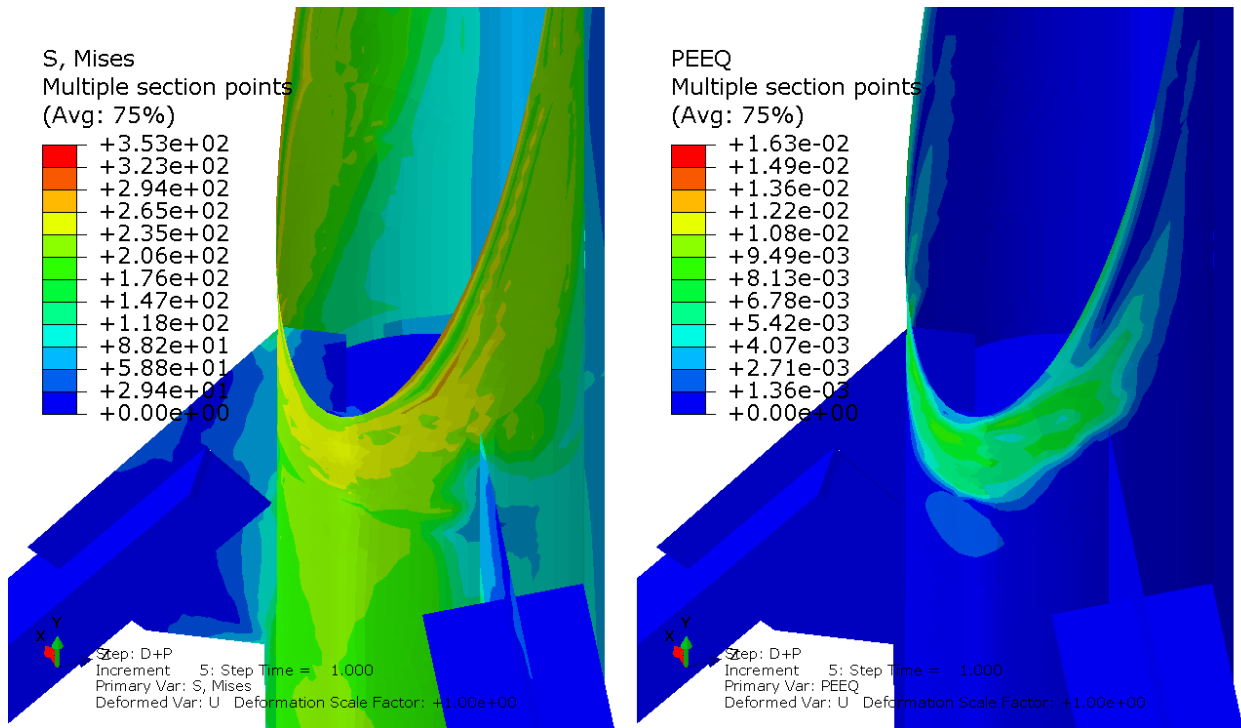 S, Mises
Multiple section points
(Avg: 75%)
+3.53e+02
+3.23e+02
+2.94e+02
+2.65e+02
+2.35e+02
+2.06e+02
+1.76e+02
+1.47e+02
+1.18e+02
+8.82e+01
+5.88e+01
+2.94e+01
+0.00e+00
Y
X
Z
Step: D+P
Increment 5: Step Time = 1.000
Primary Var: S, Mises
Deformed Var: U Deformation Scale Factor: +1.00e+00
PEEQ
Multiple section points
(Avg: 75%)
+1.63e-02
+1.49e-02
+1.36e-02
+1.22e-02
+1.08e-02
+9.49e-03
+8.13e-03
+6.78e-03
+5.42e-03
+4.07e-03
+2.71e-03
+1.36e-03
+0.00e+00
Y
X
Z
Step: D+P
Increment 5: Step Time = 1.000
Primary Var: PEEQ
Deformed Var: U Deformation Scale Factor: +1.00e+00